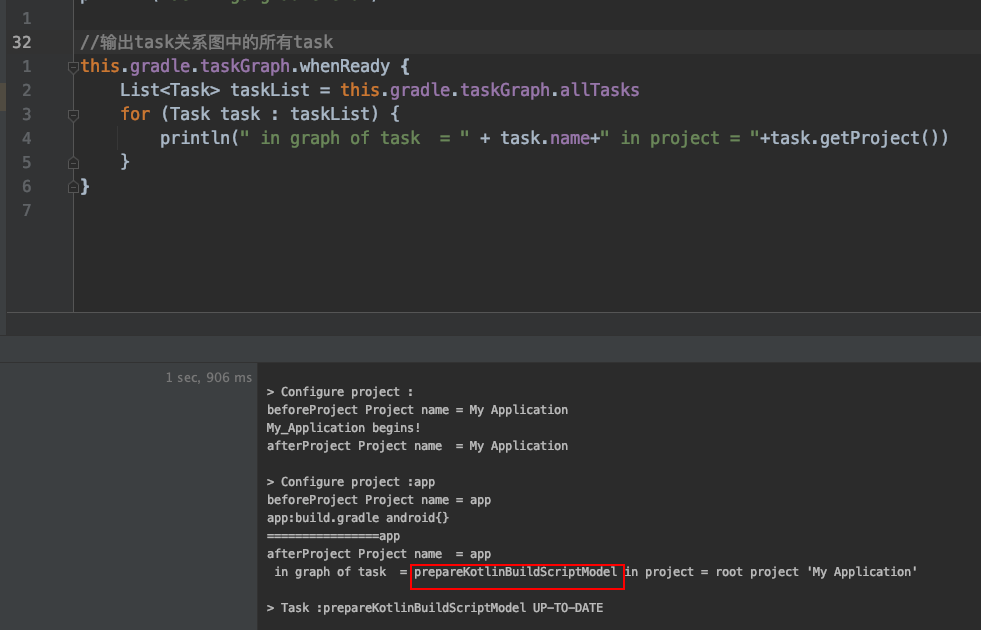 1
32 //输出task关系图中的所有task
1 this.gradle.taskGraph.whenReady {
2 List<Task> taskList = this.gradle.taskGraph.allTasks
3 for (Task task : taskList) {
4 println(" in graph of task  = " + task.name+" in project = "+task.getProject())
5 }
6 }
7
1 sec, 906 ms
> Configure project :
beforeProject Project name = My Application
My_Application begins!
afterProject Project name  = My Application
> Configure project :app
beforeProject Project name = app
app:build.gradle android{}
================app
afterProject Project name  = app
in graph of task  = prepareKotlinBuildScriptModel in project = root project 'My Application'
> Task :prepareKotlinBuildScriptModel UP-TO-DATE